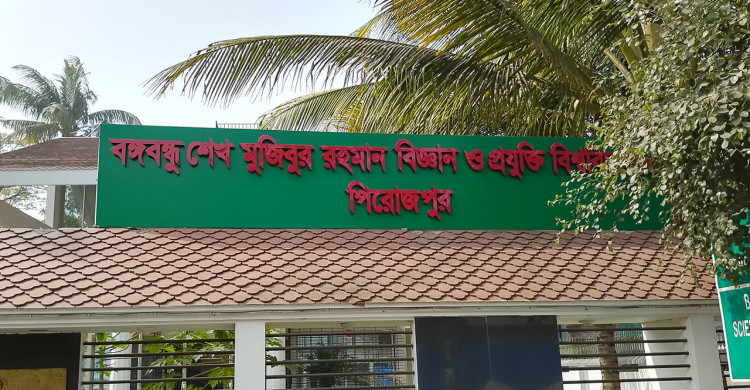 বঙ্গবন্ধু শেখ মুজিবুর রহমান বিজ্ঞান ও প্রযুক্তি
পিরোজপুর